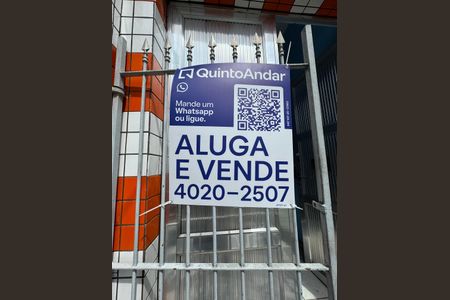 QuintoAndar
Mande um
Whatsapp
ou ligue.
ALUGA
E VENDE
4020-2507